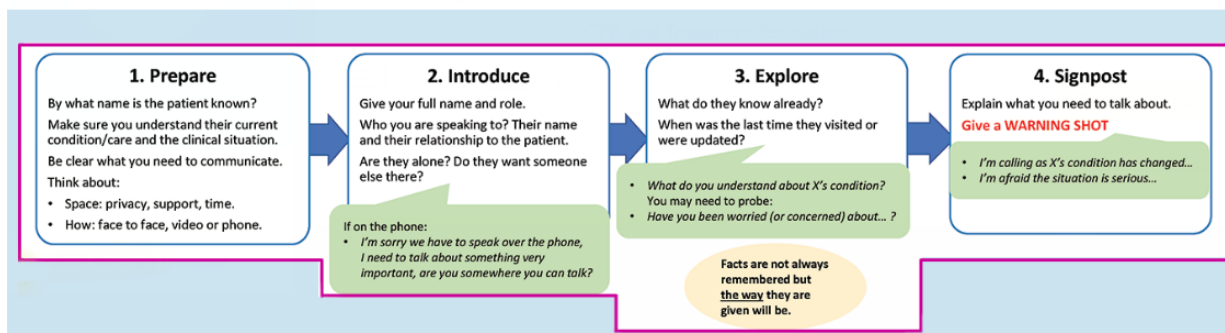 1. Prepare
By what name is the patient known?
Make sure you understand their current
condition/care and the clinical situation.
Be clear what you need to communicate.
Think about:
• Space: privacy, support, time.
• How: face to face, video or phone.
2. Introduce
Give your full name and role.
Who you are speaking to? Their name
and their relationship to the patient.
Are they alone? Do they want someone
else there?
If on the phone:
• I'm sorry we have to speak over the phone,
I need to talk about something very
important, are you somewhere you can talk?
3. Explore
What do they know already?
When was the last time they visited or
were updated?
• What do you understand about X's condition?
You may need to probe:
• Have you been worried (or concerned) about... ?
Facts are not always
remembered but
the way they are
given will be.
4. Signpost
Explain what you need to talk about.
Give a WARNING SHOT
• I'm calling as X's condition has changed...
• I'm afraid the situation is serious...